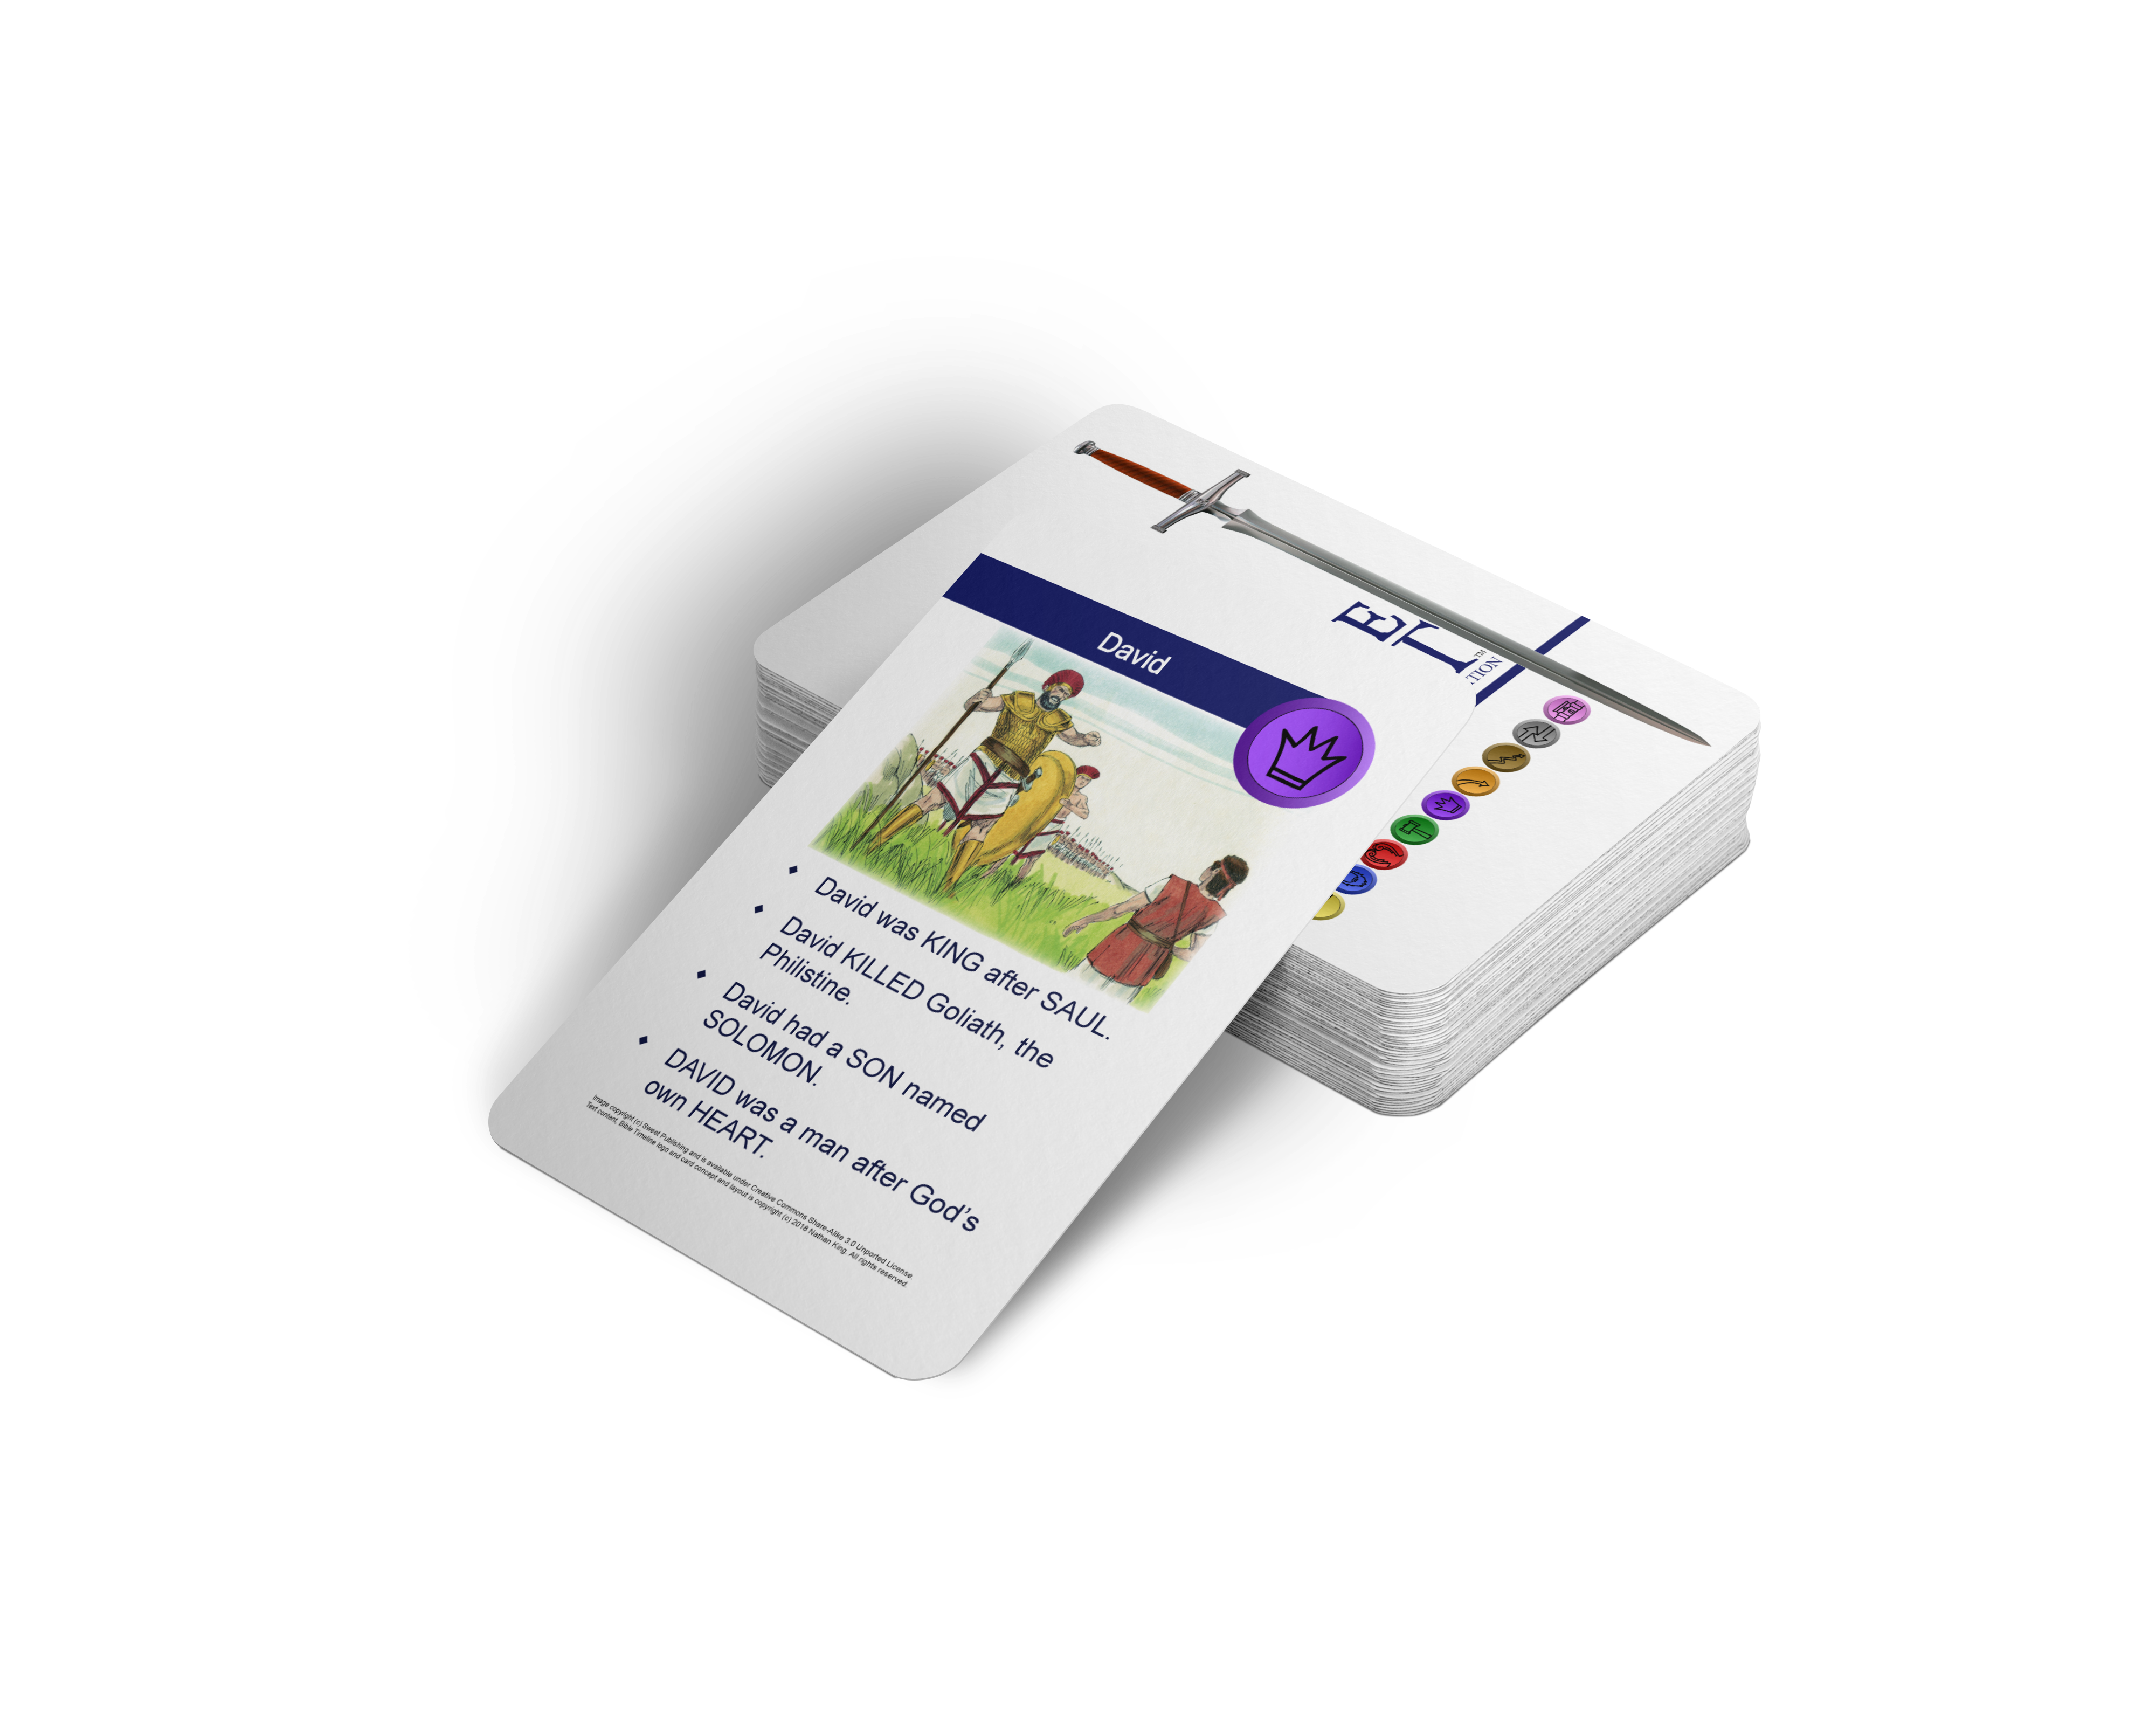 David
David was KING after SAUL.
David KILLED Goliath, the
Philistine.
David had a SON named
SOLOMON.
DAVID was a man after God's
own HEART.
Image copyright (c) Sweet Publishing and is available under Creative Commons Share-Alike 3.0 Unported License.
Text content, Bible Timeline logo and card concept and layout is copyright (c) 2018 Nathan King. All rights reserved.
E
TM
TION